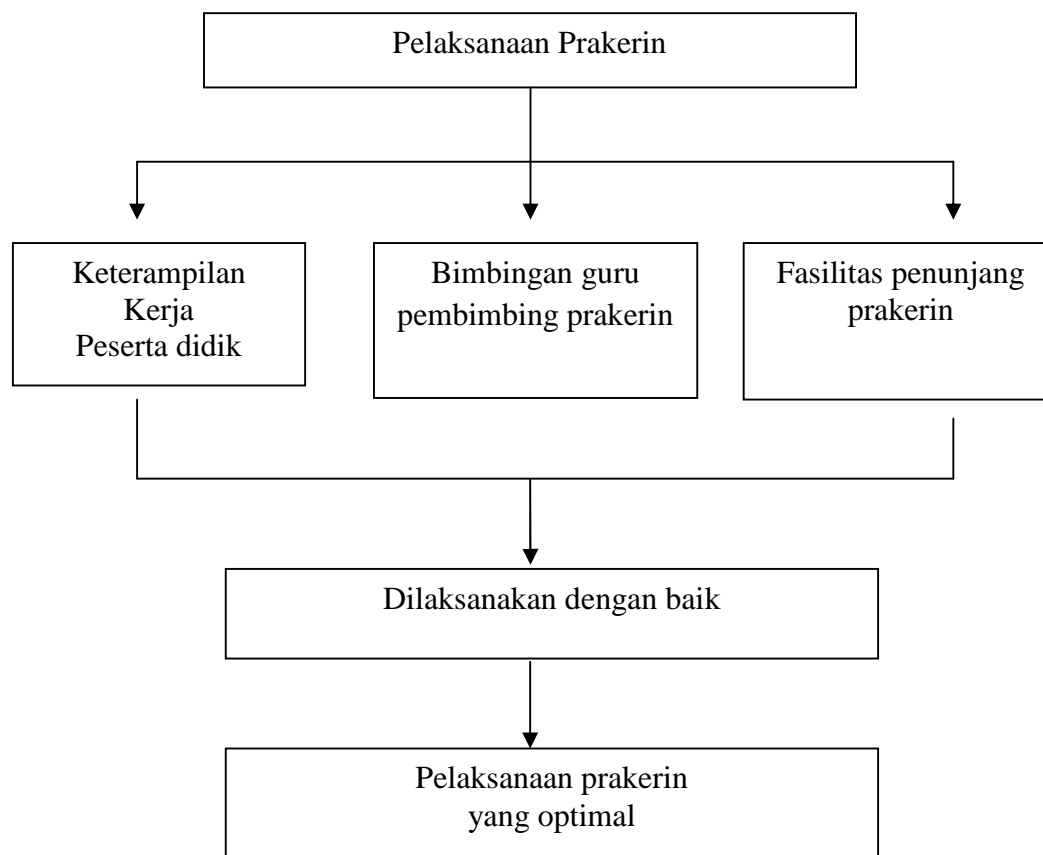 Pelaksanaan Prakerin
Keterampilan
Kerja
Peserta didik
Bimbingan guru
pembimbing prakerin
Fasilitas penunjang
prakerin
Dilaksanakan dengan baik
Pelaksanaan prakerin
yang optimal